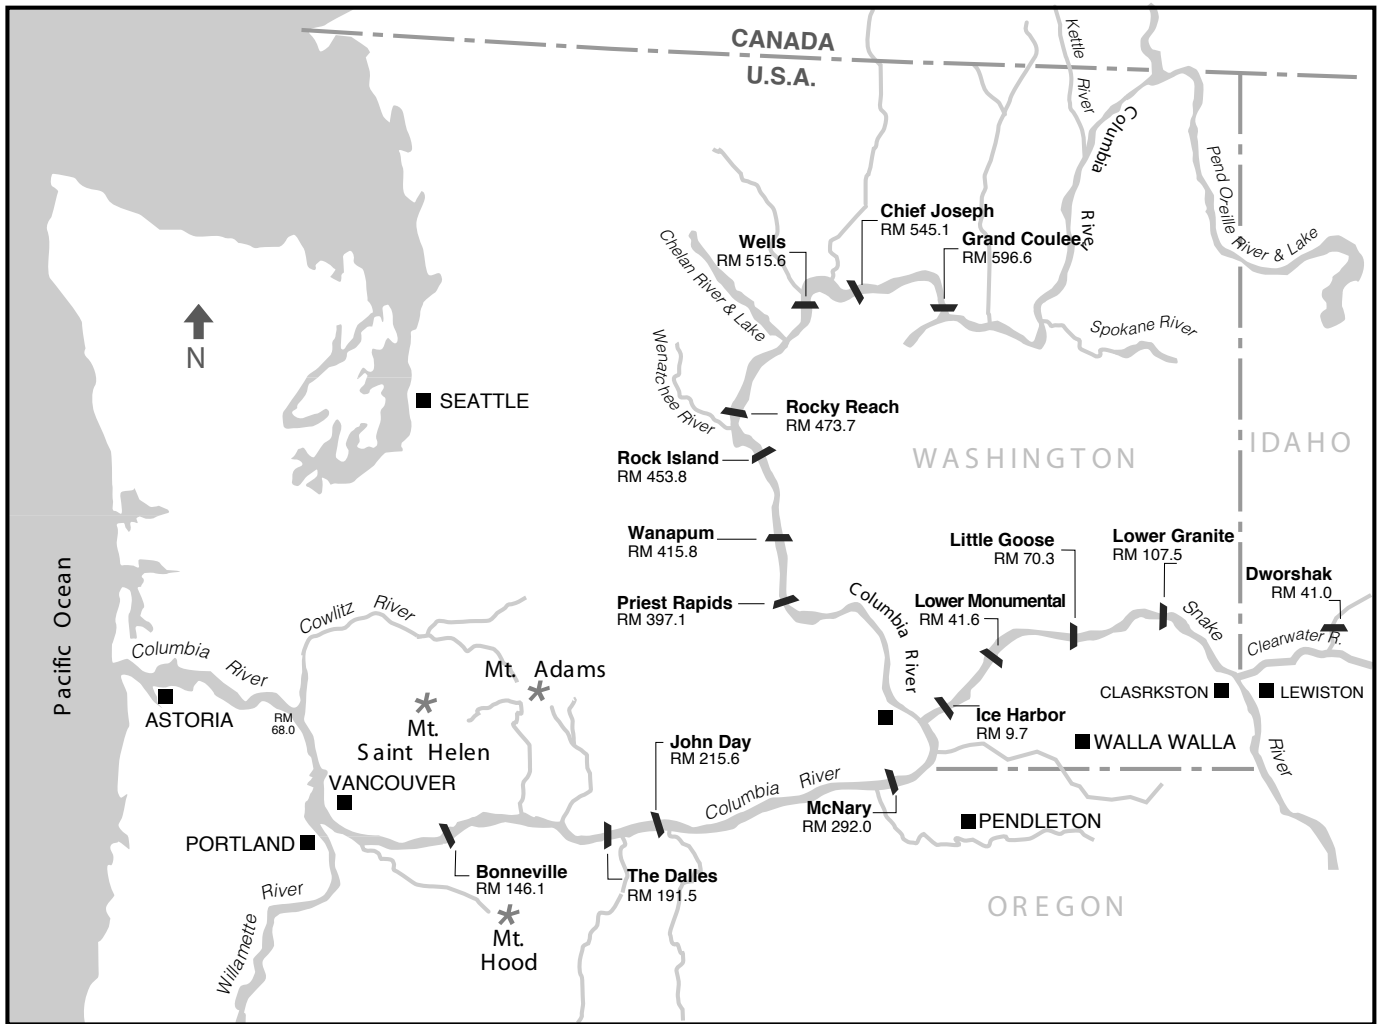 CANADA
U.S.A.
Kettle River
Columbia River
Pend Oreille River & Lake
Chief Joseph
RM 545.1
Grand Coulee
RM 596.6
Wells
RM 515.6
Chelan River & Lake
Spokane River
Wenatchee River
N
SEATTLE
Rocky Reach
RM 473.7
WASHINGTON
IDAHO
Rock Island
RM 453.8
Wanapum
RM 415.8
Little Goose
RM 70.3
Lower Granite
RM 107.5
Dworshak
RM 41.0
Priest Rapids
RM 397.1
Columbia River
Lower Monumental
RM 41.6
Snake River
Clearwater R.
Pacific Ocean
Cowlitz River
Columbia River
Mt. Adams
ASTORIA
RM
68.0
Mt.
Saint Helen
CLASRKSTON
LEWISTON
Ice Harbor
RM 9.7
WALLA WALLA
John Day
RM 215.6
VANCOUVER
Columbia River
McNary
RM 292.0
PENDLETON
PORTLAND
Bonneville
RM 146.1
The Dalles
RM 191.5
OREGON
Willamette River
Mt.
Hood